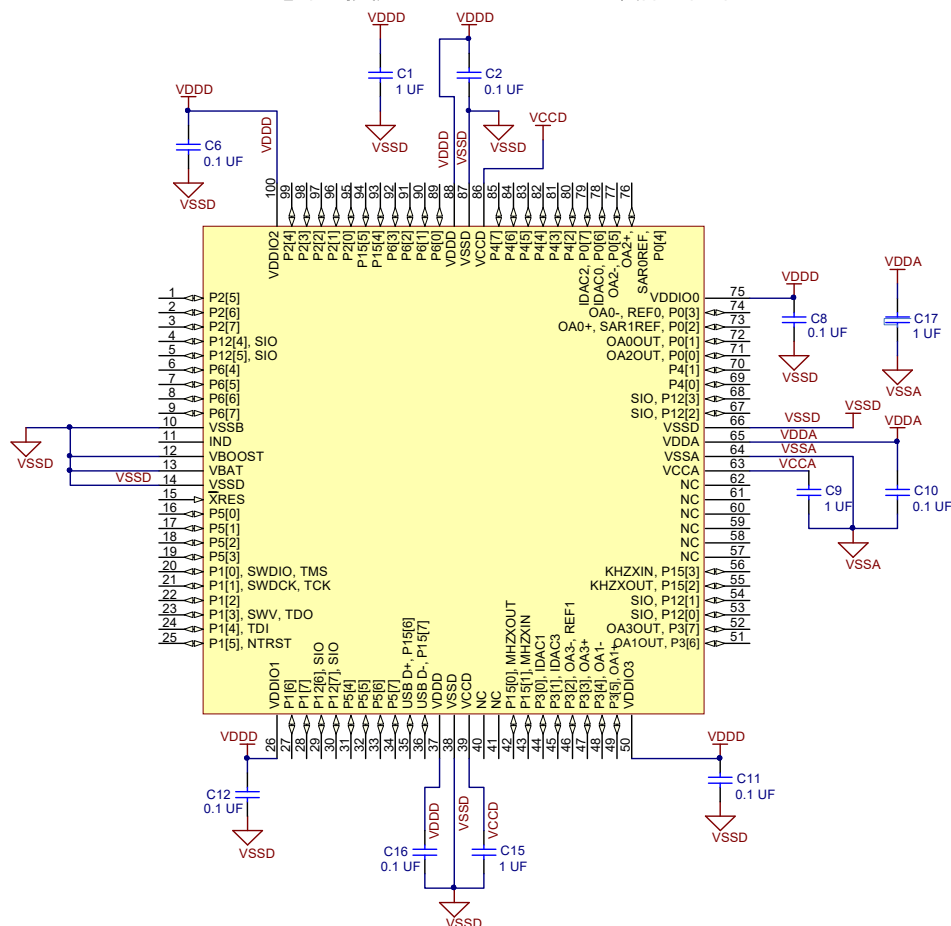 VDDD
VDDD
C1
1 UF
VSSD
C2
0.1 UF
VSSD
VDDD
C6
0.1 UF
VSSD
VDDD
VDDD
VSSD
VCCD
100
99
98
97
96
95
94
93
92
91
90
89
88
87
86
85
84
83
82
81
80
79
78
77
76
VDDIO2
P2[4]
P2[3]
P2[2]
P2[1]
P2[0]
P15[5]
P15[4]
P6[3]
P6[2]
P6[1]
P6[0]
VDDD
VSSD
VCCD
P4[7]
P4[6]
P4[5]
P4[4]
P4[3]
P4[2]
IDAC2, P0[7]
IDAC0, P0[6]
OA2-, P0[5]
OA2+,
SAR0REF,
P0[4]
1 P2[5]
2 P2[6]
3 P2[7]
4 P12[4], SIO
5 P12[5], SIO
6 P6[4]
7 P6[5]
8 P6[6]
9 P6[7]
10 VSSB
11 IND
12 VBOOST
13 VBAT
VSSD 14 VSSD
15 XRES
16 P5[0]
17 P5[1]
18 P5[2]
19 P5[3]
20 P1[0], SWDIO, TMS
21 P1[1], SWDCK, TCK
22 P1[2]
23 P1[3], SWV, TDO
24 P1[4], TDI
25 P1[5], NTRST
VSSD
VDDIO0 75
OA0-, REF0, P0[3] 74
OA0+, SAR1REF, P0[2] 73
OA0OUT, P0[1] 72
OA2OUT, P0[0] 71
P4[1] 70
P4[0] 69
SIO, P12[3] 68
SIO, P12[2] 67
VSSD 66 VSSD
VDDA 65 VDDA
VSSA 64 VSSA
VCCA 63 VCCA
NC 62
NC 61
NC 60
NC 59
NC 58
NC 57
KHZXIN, P15[3] 56
KHZXOUT, P15[2] 55
SIO, P12[1] 54
SIO, P12[0] 53
OA3OUT, P3[7] 52
OA1OUT, P3[6] 51
VDDD
C8
0.1 UF
VSSD
VDDA
C17
1 UF
VSSA
VSSD
VDDA
C9
1 UF
C10
0.1 UF
VSSA
VDDIO1
P1[6]
P1[7]
P12[6], SIO
P12[7], SIO
P5[4]
P5[5]
P5[6]
P5[7]
USB D+, P15[6]
USB D-, P15[7]
VDDD
VSSD
VCCD
NC
NC
P15[0], MHZXOUT
P15[1], MHZXIN
P3[0], IDAC1
P3[1], IDAC3
P3[2], OA3-, REF1
P3[3], OA3+
P3[4], OA1-
P3[5], OA1+
VDDIO3
26
27
28
29
30
31
32
33
34
35
36
37
38
39
40
41
42
43
44
45
46
47
48
49
50
VDDD
C12
0.1 UF
VSSD
VDDD
VSSD
VCCD
C16
0.1 UF
C15
1 UF
VSSD
VDDD
C11
0.1 UF
VSSD